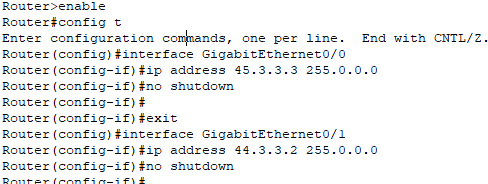 Router>enable
Router#config t
Enter configuration commands, one per line.  End with CNTL/Z.
Router(config)#interface GigabitEthernet0/0
Router(config-if)#ip address 45.3.3.3 255.0.0.0
Router(config-if)#no shutdown
Router(config-if)#
Router(config-if)#exit
Router(config)#interface GigabitEthernet0/1
Router(config-if)#ip address 44.3.3.2 255.0.0.0
Router(config-if)#no shutdown
Router(config-if)#